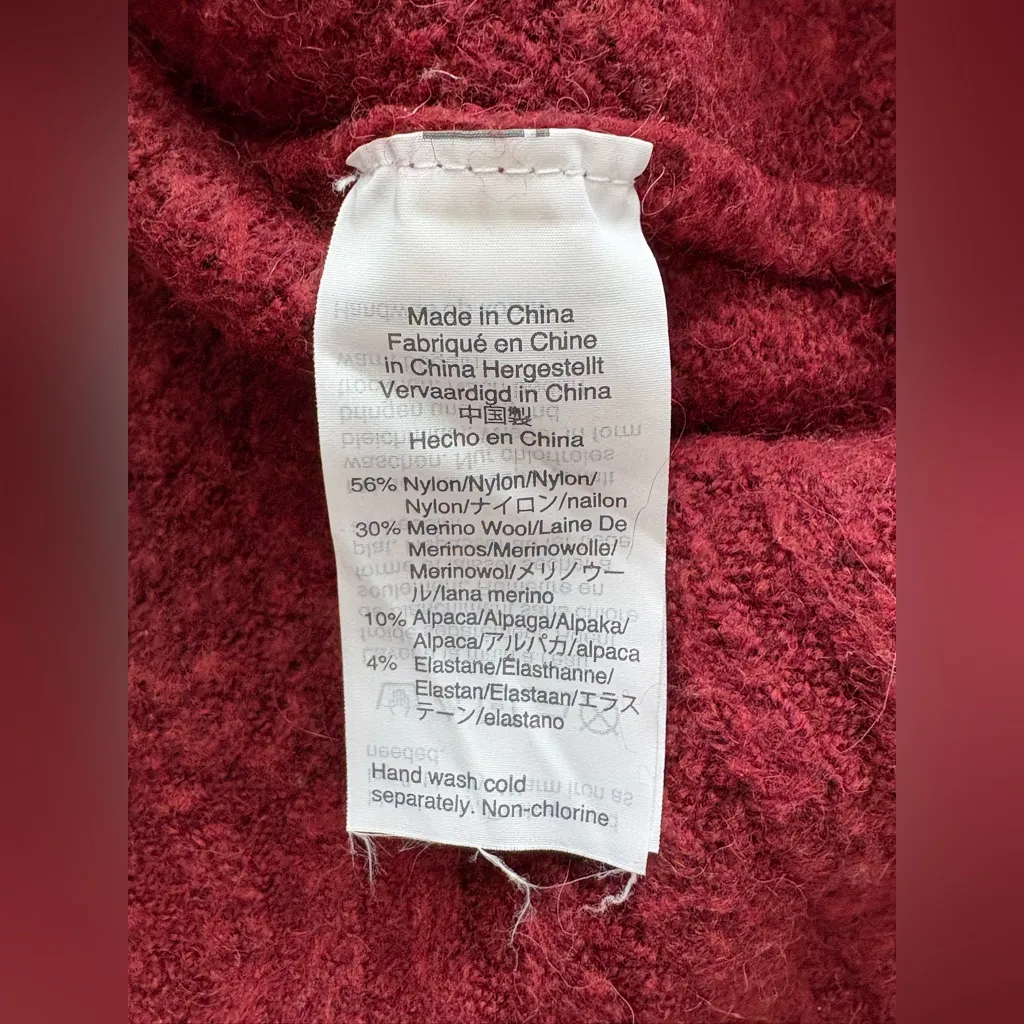 Made in China
Fabriqué en Chine
in China Hergestellt
Vervaardigd in China
中国製
Hecho en China
56% Nylon/Nylon/Nylon/
Nylon/ナイロン/nailon
30% Merino Wool/Laine De
Merinos/Merinowolle/
Merinowol/メリノウー
ル/lana merino
10% Alpaca/Alpaga/Alpaka/
Alpaca/アルパカ/alpaca
4% Elastane/Élasthanne/
Elastan/Elastaan/エラス
テーン/elastano
Hand wash cold
separately. Non-chlorine